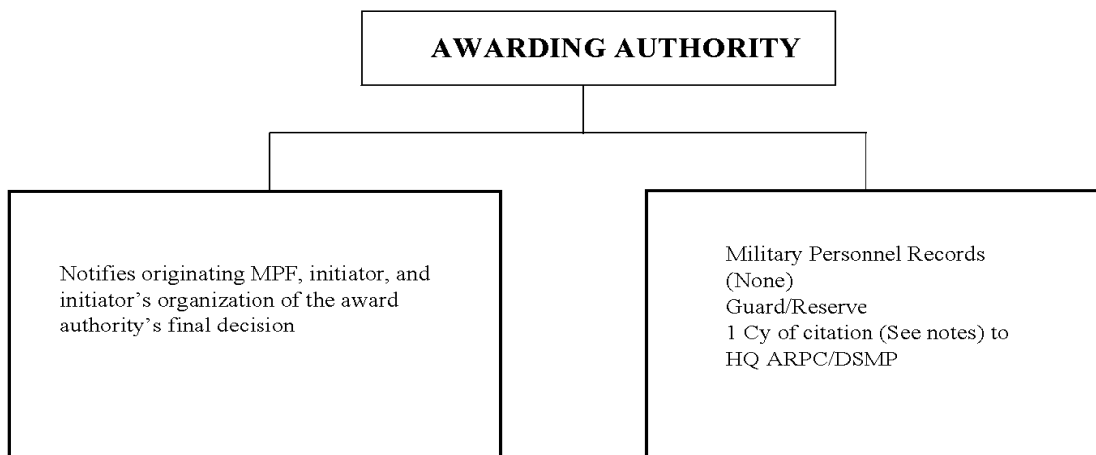 AWARDING AUTHORITY
Notifies originating MPF, initiator, and
initiator’s organization of the award
authority’s final decision
Military Personnel Records
(None)
Guard/Reserve
1 Cy of citation (See notes) to
HQ ARPC/DSMP